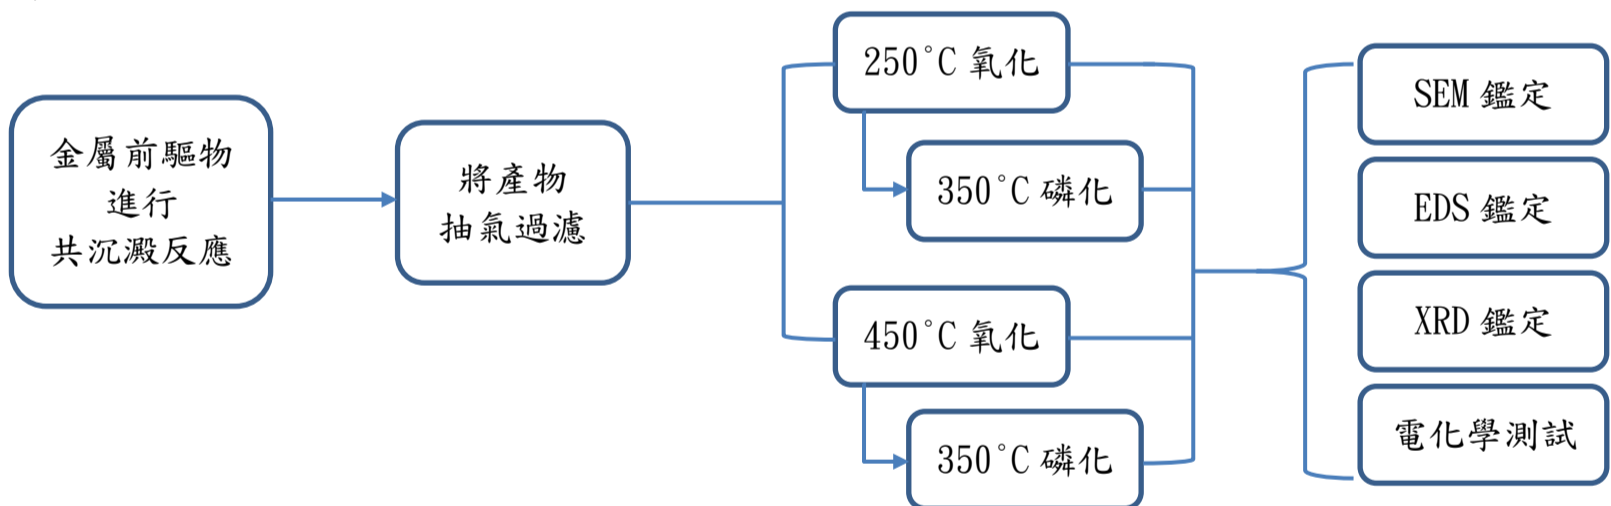 金屬前驅物
進行
共沉澱反應
將產物
抽氣過濾
250°C 氧化
350°C 磷化
450°C 氧化
350°C 磷化
SEM 鑑定
EDS 鑑定
XRD 鑑定
電化學測試